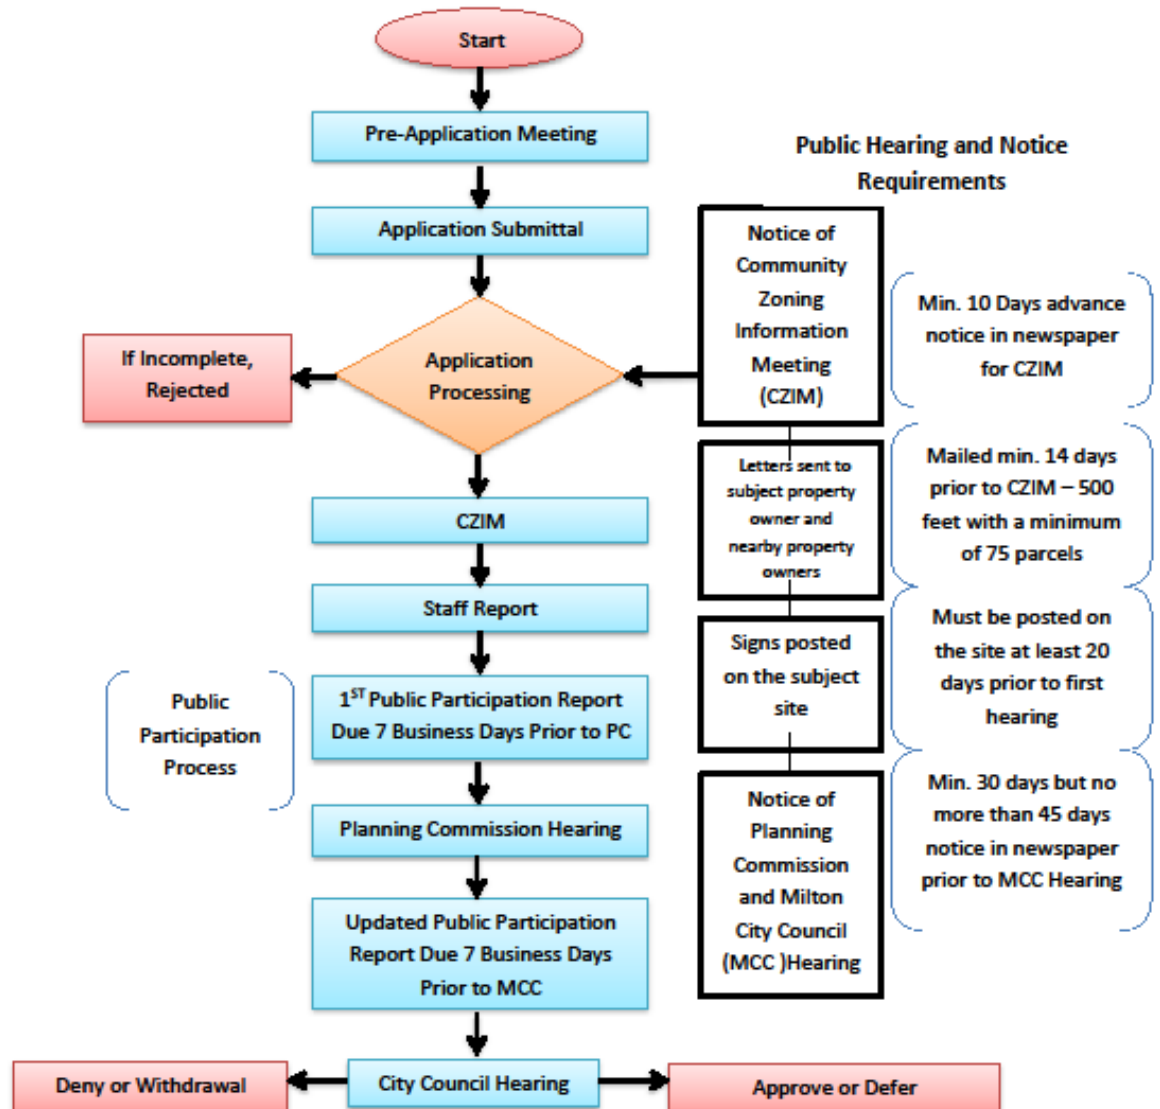 Start
Pre-Application Meeting
Application Submittal
Application
Processing
If Incomplete,
Rejected
CZIM
Staff Report
1ST Public Participation Report
Due 7 Business Days Prior to PC
Public
Participation
Process
Planning Commission Hearing
Updated Public Participation
Report Due 7 Business Days
Prior to MCC
Deny or Withdrawal
City Council Hearing
Approve or Defer
Public Hearing and Notice
Requirements
Notice of
Community
Zoning
Information
Meeting
(CZIM)
Min. 10 Days advance
notice in newspaper
for CZIM
Letters sent to
subject property
owner and
nearby property
owners
Mailed min. 14 days
prior to CZIM – 500
feet with a minimum
of 75 parcels
Signs posted
on the subject
site
Must be posted on
the site at least 20
days prior to first
hearing
Notice of
Planning
Commission
and Milton
City Council
(MCC )Hearing
Min. 30 days but no
more than 45 days
notice in newspaper
prior to MCC Hearing